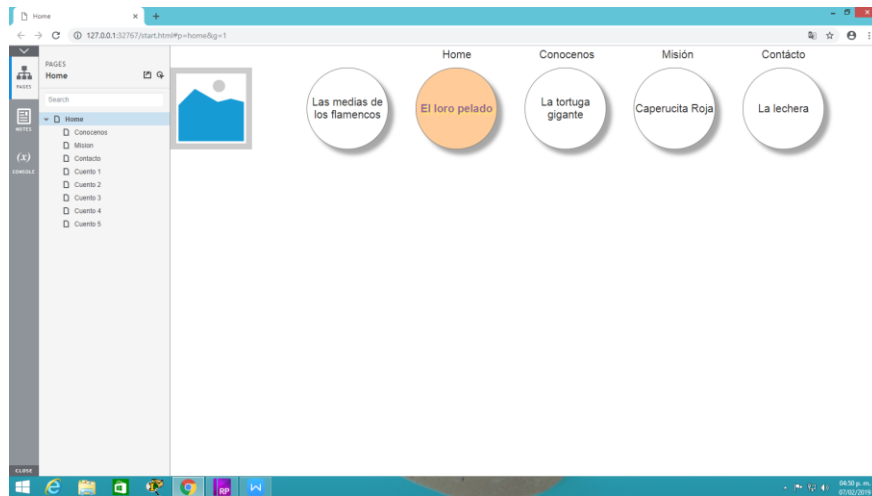 Home
127.0.0.1:32767/start.html#p=home&g=1
PAGES
NOTES
(x)
CONSOLE
CLOSE
PAGES
Home
Search
Home
Conocenos
Mision
Contacto
Cuento 1
Cuento 2
Cuento 3
Cuento 4
Cuento 5
Home
Conocenos
Misión
Contácto
Las medias de
los flamencos
El loro pelado
La tortuga
gigante
Caperucita Roja
La lechera
RP
04:50 p. m.
07/02/2019